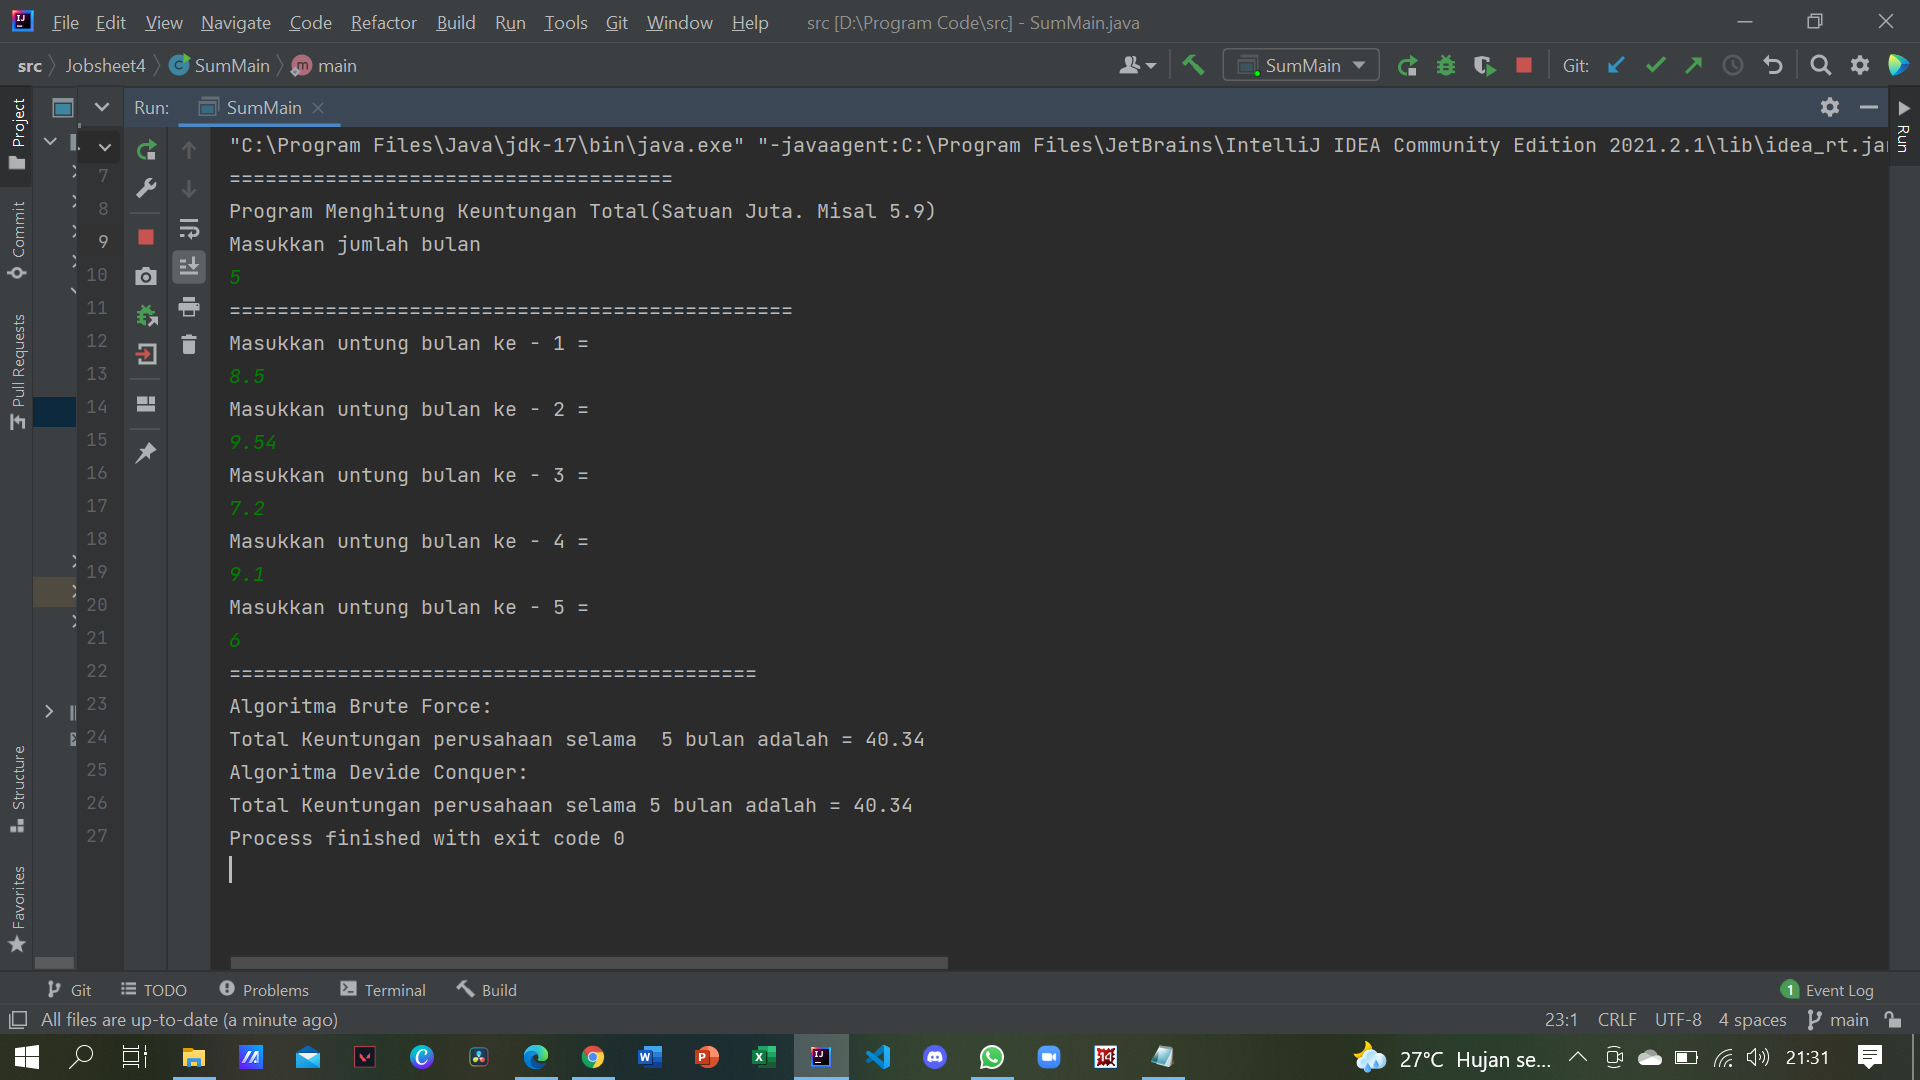 File Edit View Navigate Code Refactor Build Run Tools Git Window Help src [D:\Program Code\src] - SumMain.java
src Jobsheet4 SumMain main SumMain Git:
Project
Commit
Pull Requests
Structure
Favorites
Run
Run: SumMain
"C:\Program Files\Java\jdk-17\bin\java.exe" "-javaagent:C:\Program Files\JetBrains\IntelliJ IDEA Community Edition 2021.2.1\lib\idea_rt.jar
=====================================
Program Menghitung Keuntungan Total(Satuan Juta. Misal 5.9)
Masukkan jumlah bulan
5
===============================================
Masukkan untung bulan ke - 1 =
8.5
Masukkan untung bulan ke - 2 =
9.54
Masukkan untung bulan ke - 3 =
7.2
Masukkan untung bulan ke - 4 =
9.1
Masukkan untung bulan ke - 5 =
6
============================================
Algoritma Brute Force:
Total Keuntungan perusahaan selama  5 bulan adalah = 40.34
Algoritma Devide Conquer:
Total Keuntungan perusahaan selama 5 bulan adalah = 40.34
Process finished with exit code 0
7
8
9
10
11
12
13
14
15
16
17
18
19
20
21
22
23
24
25
26
27
Git TODO Problems Terminal Build 1 Event Log
All files are up-to-date (a minute ago) 23:1 CRLF UTF-8 4 spaces main
27°C Hujan se... 21:31